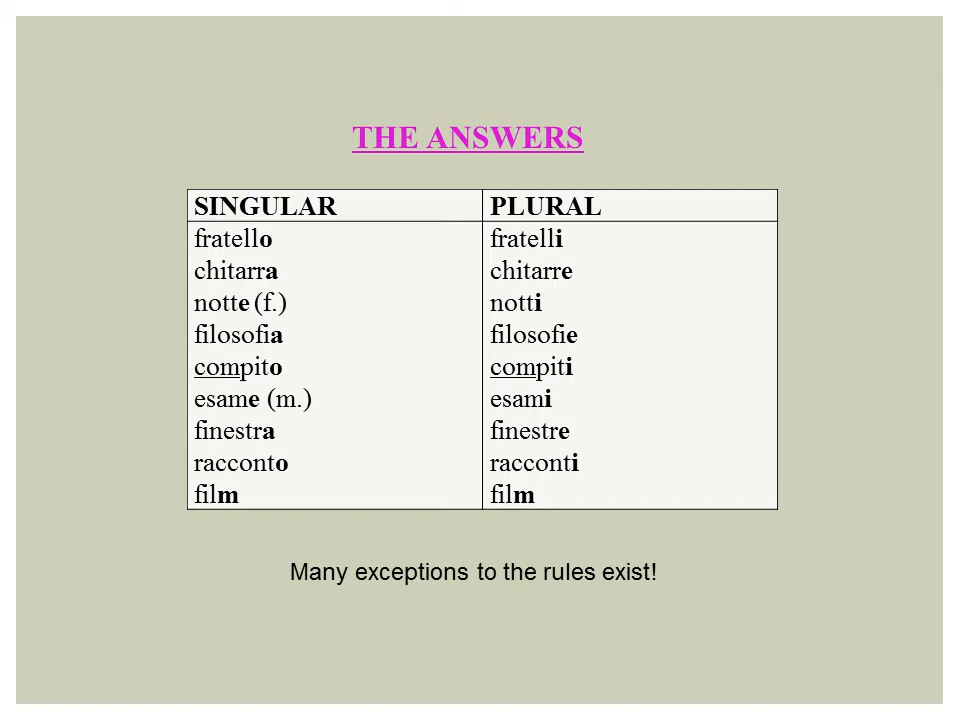 THE ANSWERS
SINGULAR PLURAL
fratello fratelli
chitarra chitarre
notte (f.) notti
filosofia filosofie
compito compiti
esame (m.) esami
finestra finestre
racconto racconti
film film
Many exceptions to the rules exist!